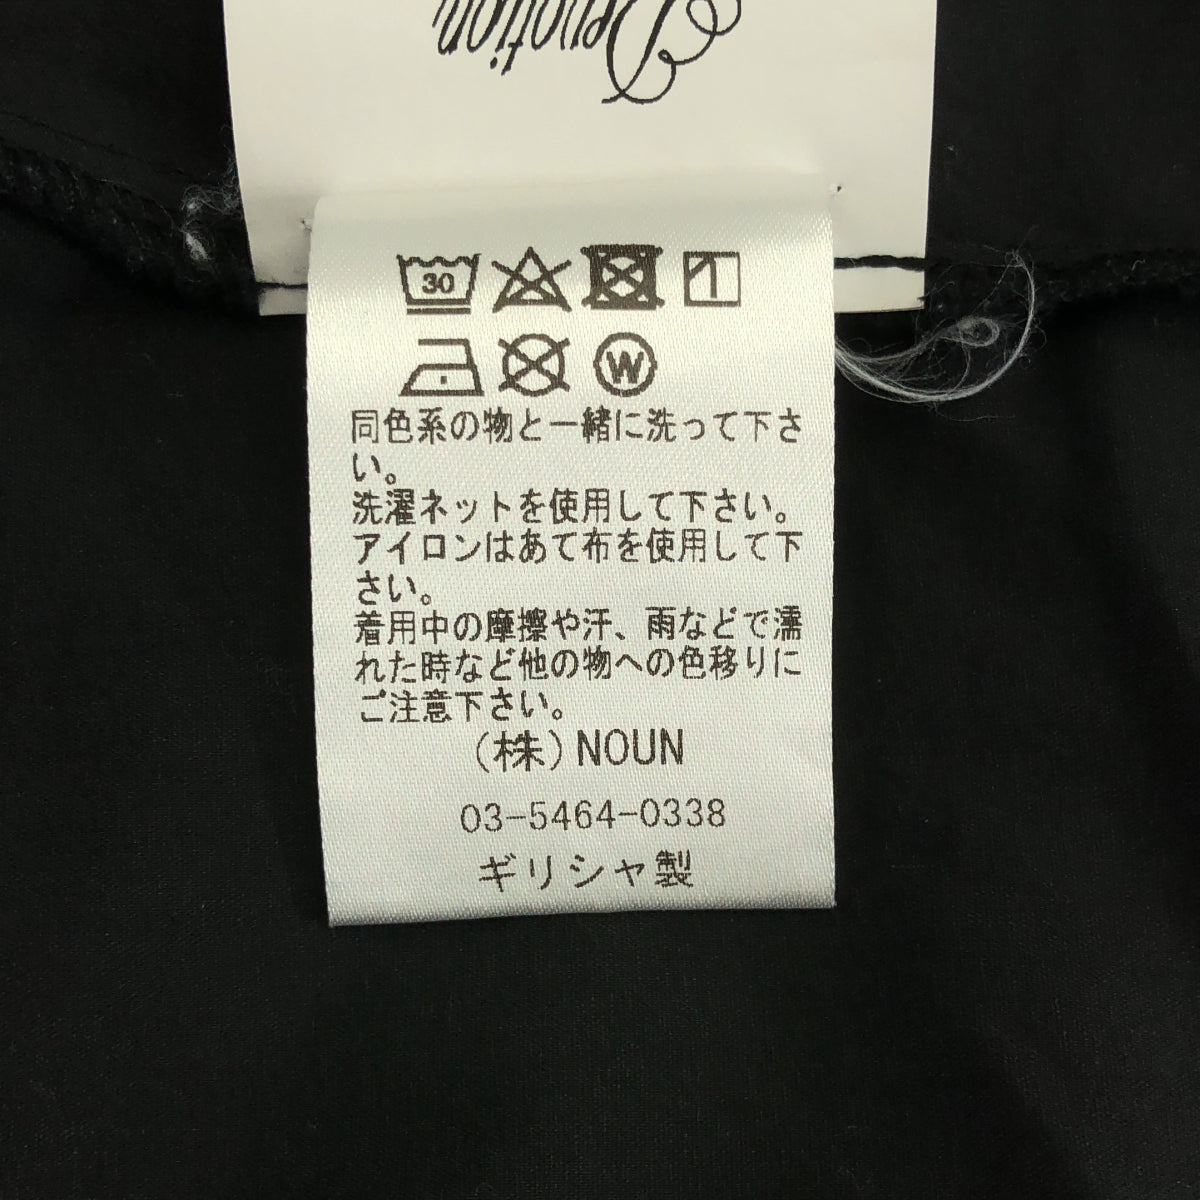 Devotion
30
W
同色系の物と一緒に洗って下さ
い。
洗濯ネットを使用して下さい。
アイロンはあて布を使用して下
さい。
着用中の摩擦や汗、雨などで濡
れた時など他の物への色移りに
ご注意下さい。
(株) NOUN
03-5464-0338
ギリシャ製